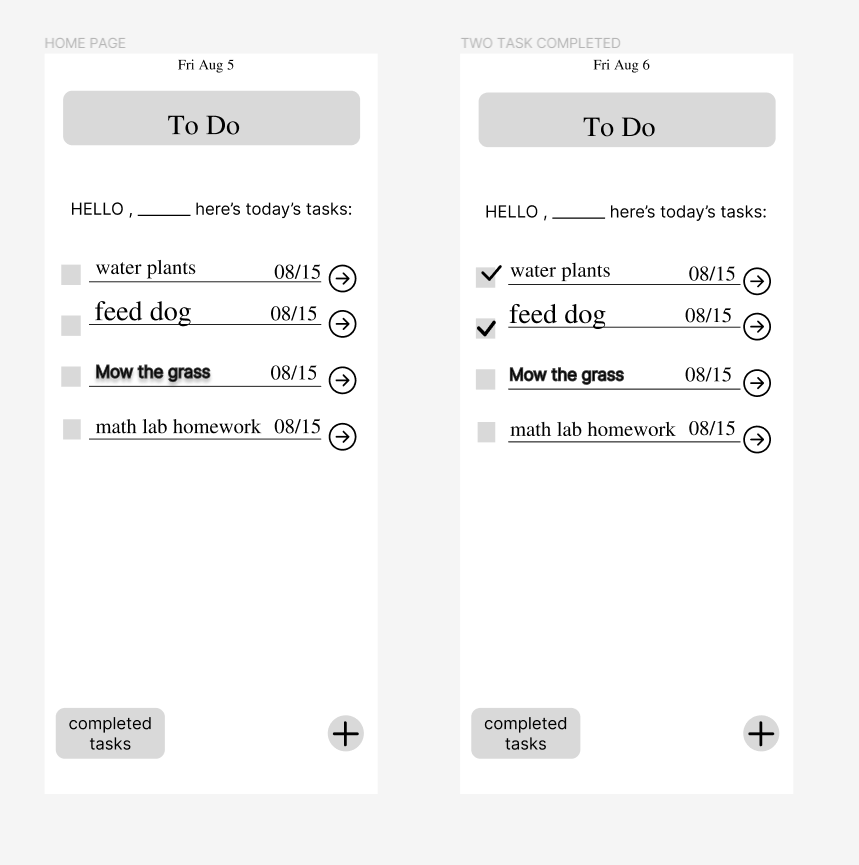 HOME PAGE
Fri Aug 5
To Do
HELLO , ______ here's today's tasks:
water plants 08/15
feed dog 08/15
Mow the grass 08/15
math lab homework 08/15
completed
tasks
TWO TASK COMPLETED
Fri Aug 6
To Do
HELLO , ______ here's today's tasks:
water plants 08/15
feed dog 08/15
Mow the grass 08/15
math lab homework 08/15
completed
tasks